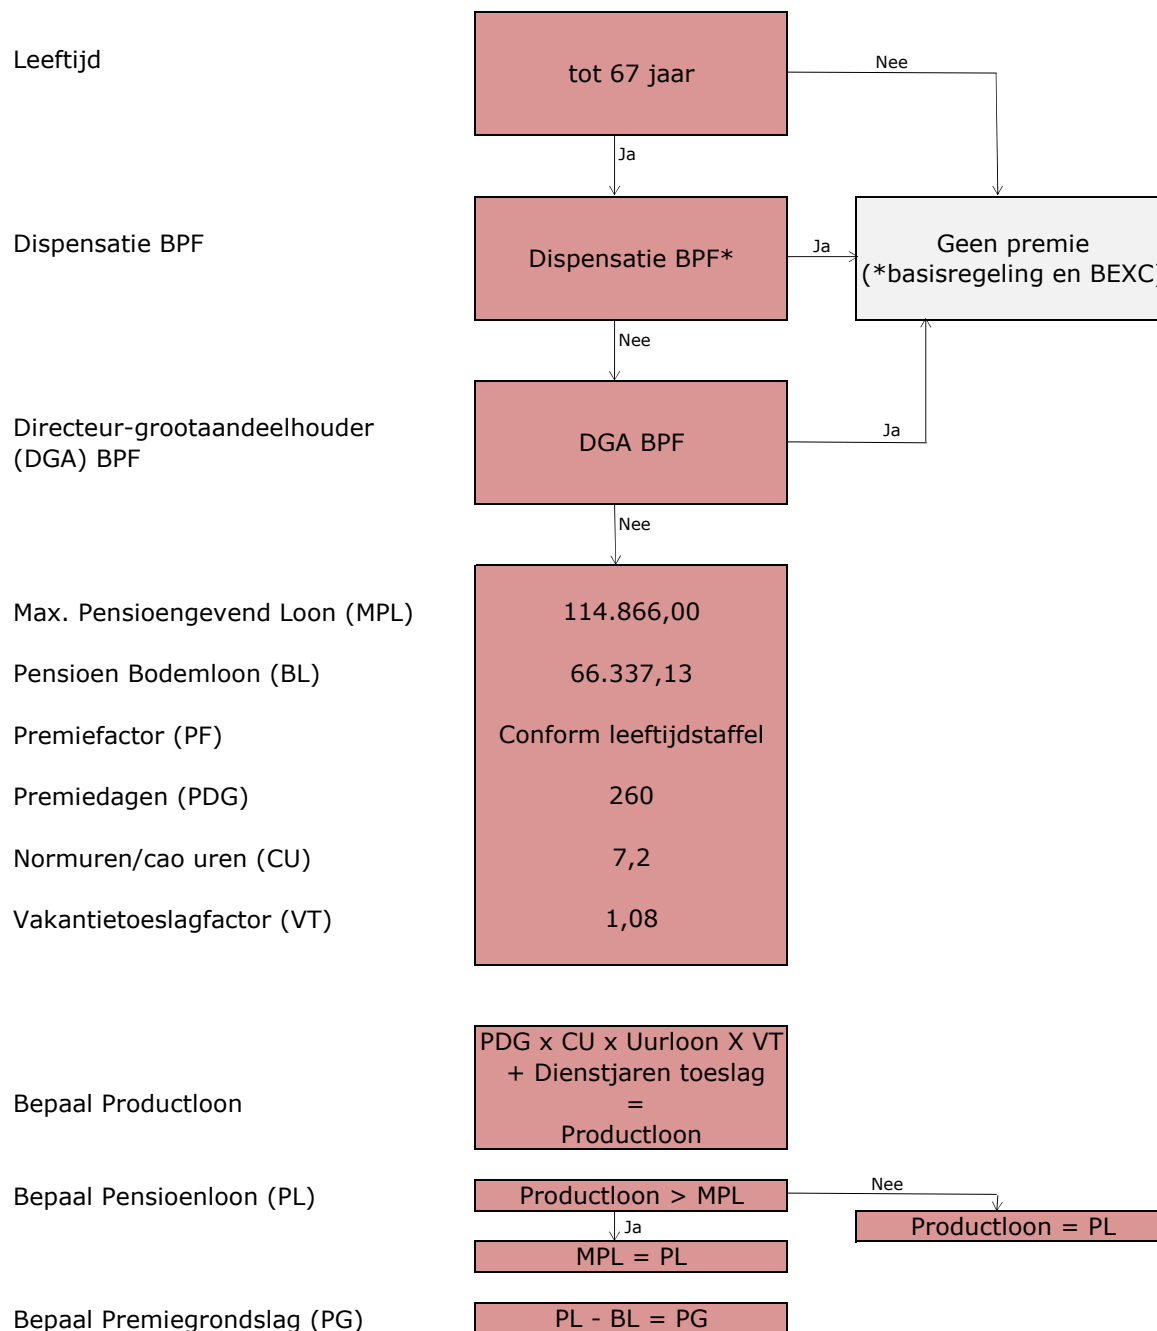 Leeftijd
tot 67 jaar
Nee
Ja
Dispensatie BPF
Dispensatie BPF*
Ja
Geen premie
(*basisregeling en BEXC)
Nee
Directeur-grootaandeelhouder
(DGA) BPF
DGA BPF
Ja
Nee
Max. Pensioengevend Loon (MPL)
114.866,00
Pensioen Bodemloon (BL)
66.337,13
Premiefactor (PF)
Conform leeftijdstaffel
Premiedagen (PDG)
260
Normuren/cao uren (CU)
7,2
Vakantietoeslagfactor (VT)
1,08
Bepaal Productloon
PDG x CU x Uurloon X VT
+ Dienstjaren toeslag
=
Productloon
Bepaal Pensioenloon (PL)
Productloon > MPL
Nee
Ja
Productloon = PL
MPL = PL
Bepaal Premiegrondslag (PG)
PL - BL = PG